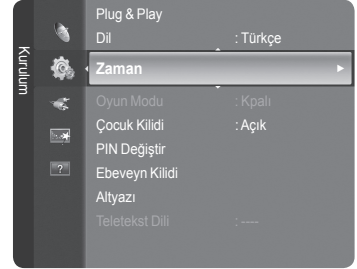 Kurulum
Plug & Play
Dil : Türkçe
Zaman
Oyun Modu : Kpalı
Çocuk Kilidi : Açık
PIN Değiştir
Ebeveyn Kilidi
Altyazı
Teletekst Dili : ----
?